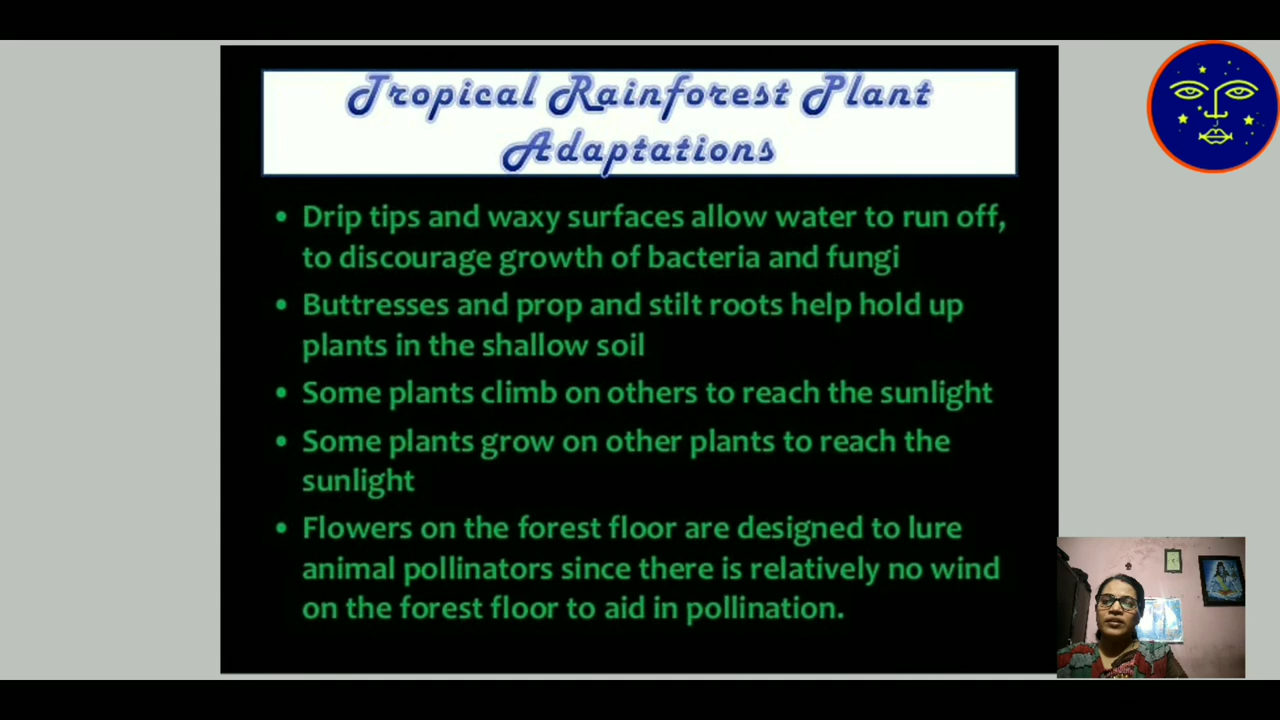 Tropical Rainforest Plant
Adaptations
• Drip tips and waxy surfaces allow water to run off,
to discourage growth of bacteria and fungi
• Buttresses and prop and stilt roots help hold up
plants in the shallow soil
• Some plants climb on others to reach the sunlight
• Some plants grow on other plants to reach the
sunlight
• Flowers on the forest floor are designed to lure
animal pollinators since there is relatively no wind
on the forest floor to aid in pollination.